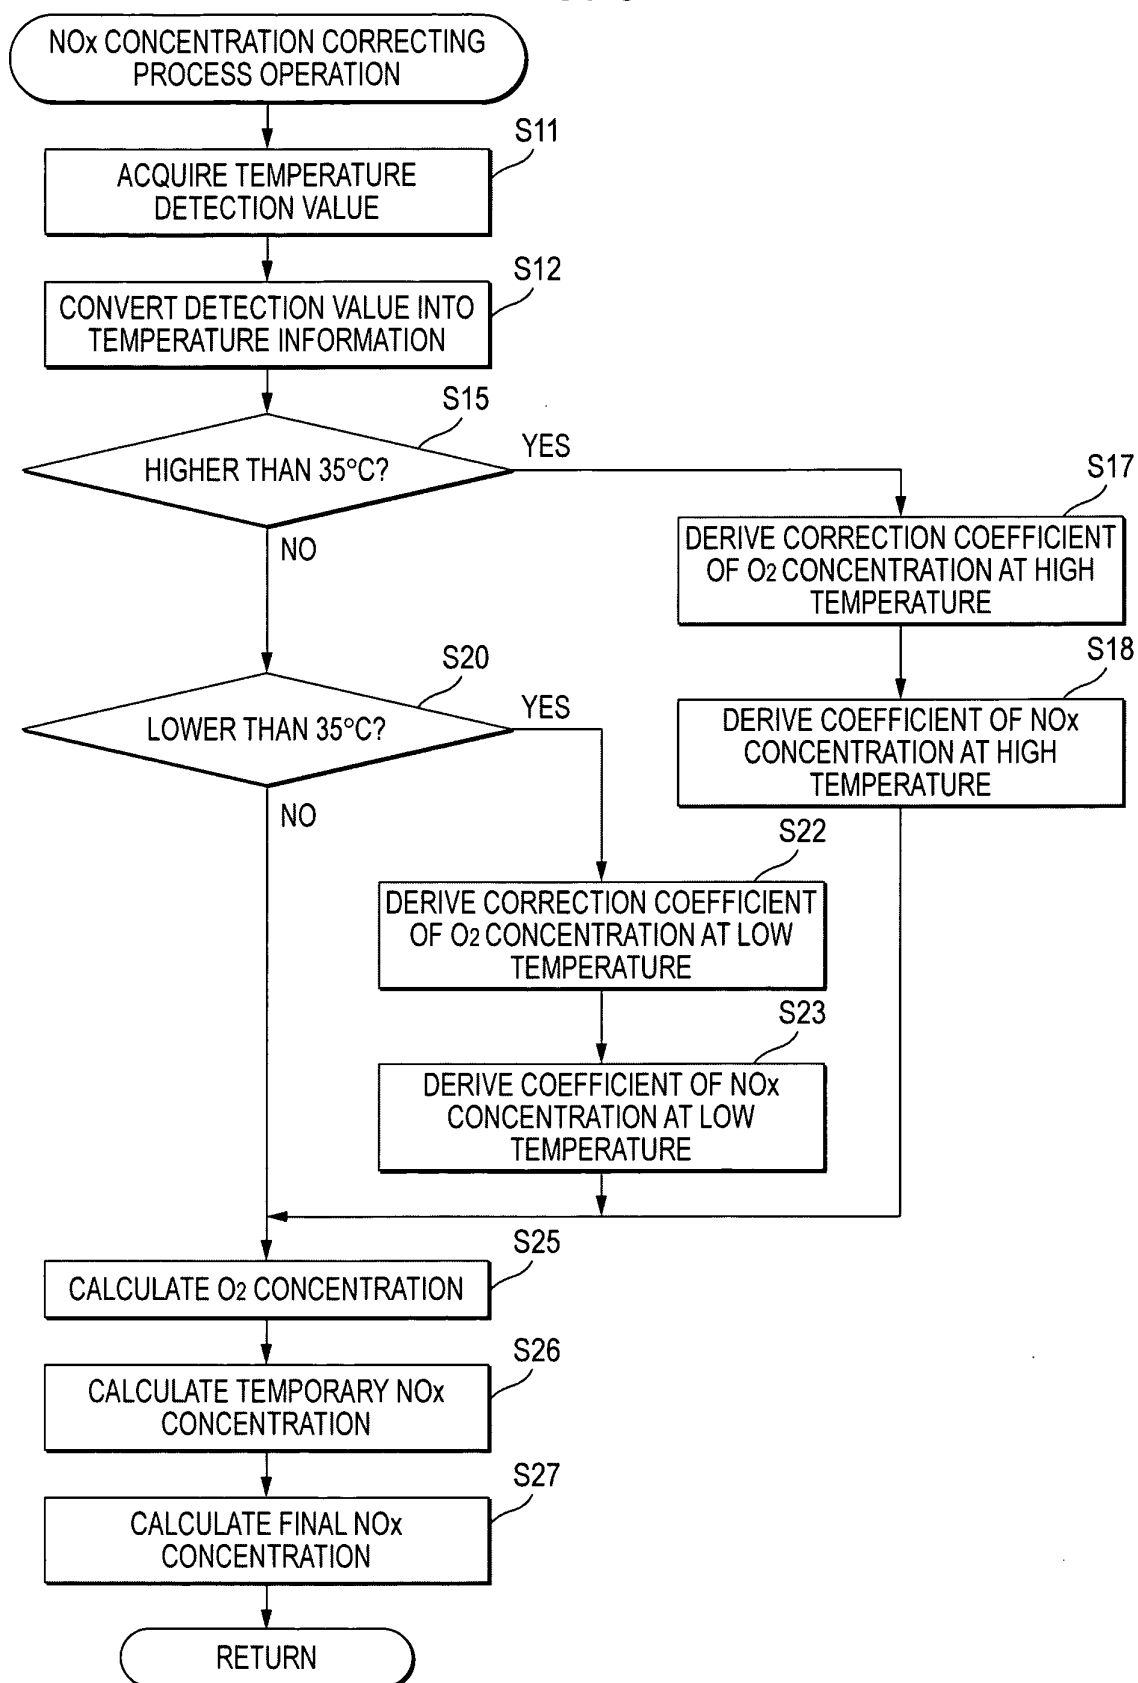 NOx CONCENTRATION CORRECTING
PROCESS OPERATION
S11
ACQUIRE TEMPERATURE
DETECTION VALUE
S12
CONVERT DETECTION VALUE INTO
TEMPERATURE INFORMATION
S15
HIGHER THAN 35°C?
YES
NO
S17
DERIVE CORRECTION COEFFICIENT
OF O2 CONCENTRATION AT HIGH
TEMPERATURE
S18
DERIVE COEFFICIENT OF NOx
CONCENTRATION AT HIGH
TEMPERATURE
S20
LOWER THAN 35°C?
YES
NO
S22
DERIVE CORRECTION COEFFICIENT
OF O2 CONCENTRATION AT LOW
TEMPERATURE
S23
DERIVE COEFFICIENT OF NOx
CONCENTRATION AT LOW
TEMPERATURE
S25
CALCULATE O2 CONCENTRATION
S26
CALCULATE TEMPORARY NOx
CONCENTRATION
S27
CALCULATE FINAL NOx
CONCENTRATION
RETURN